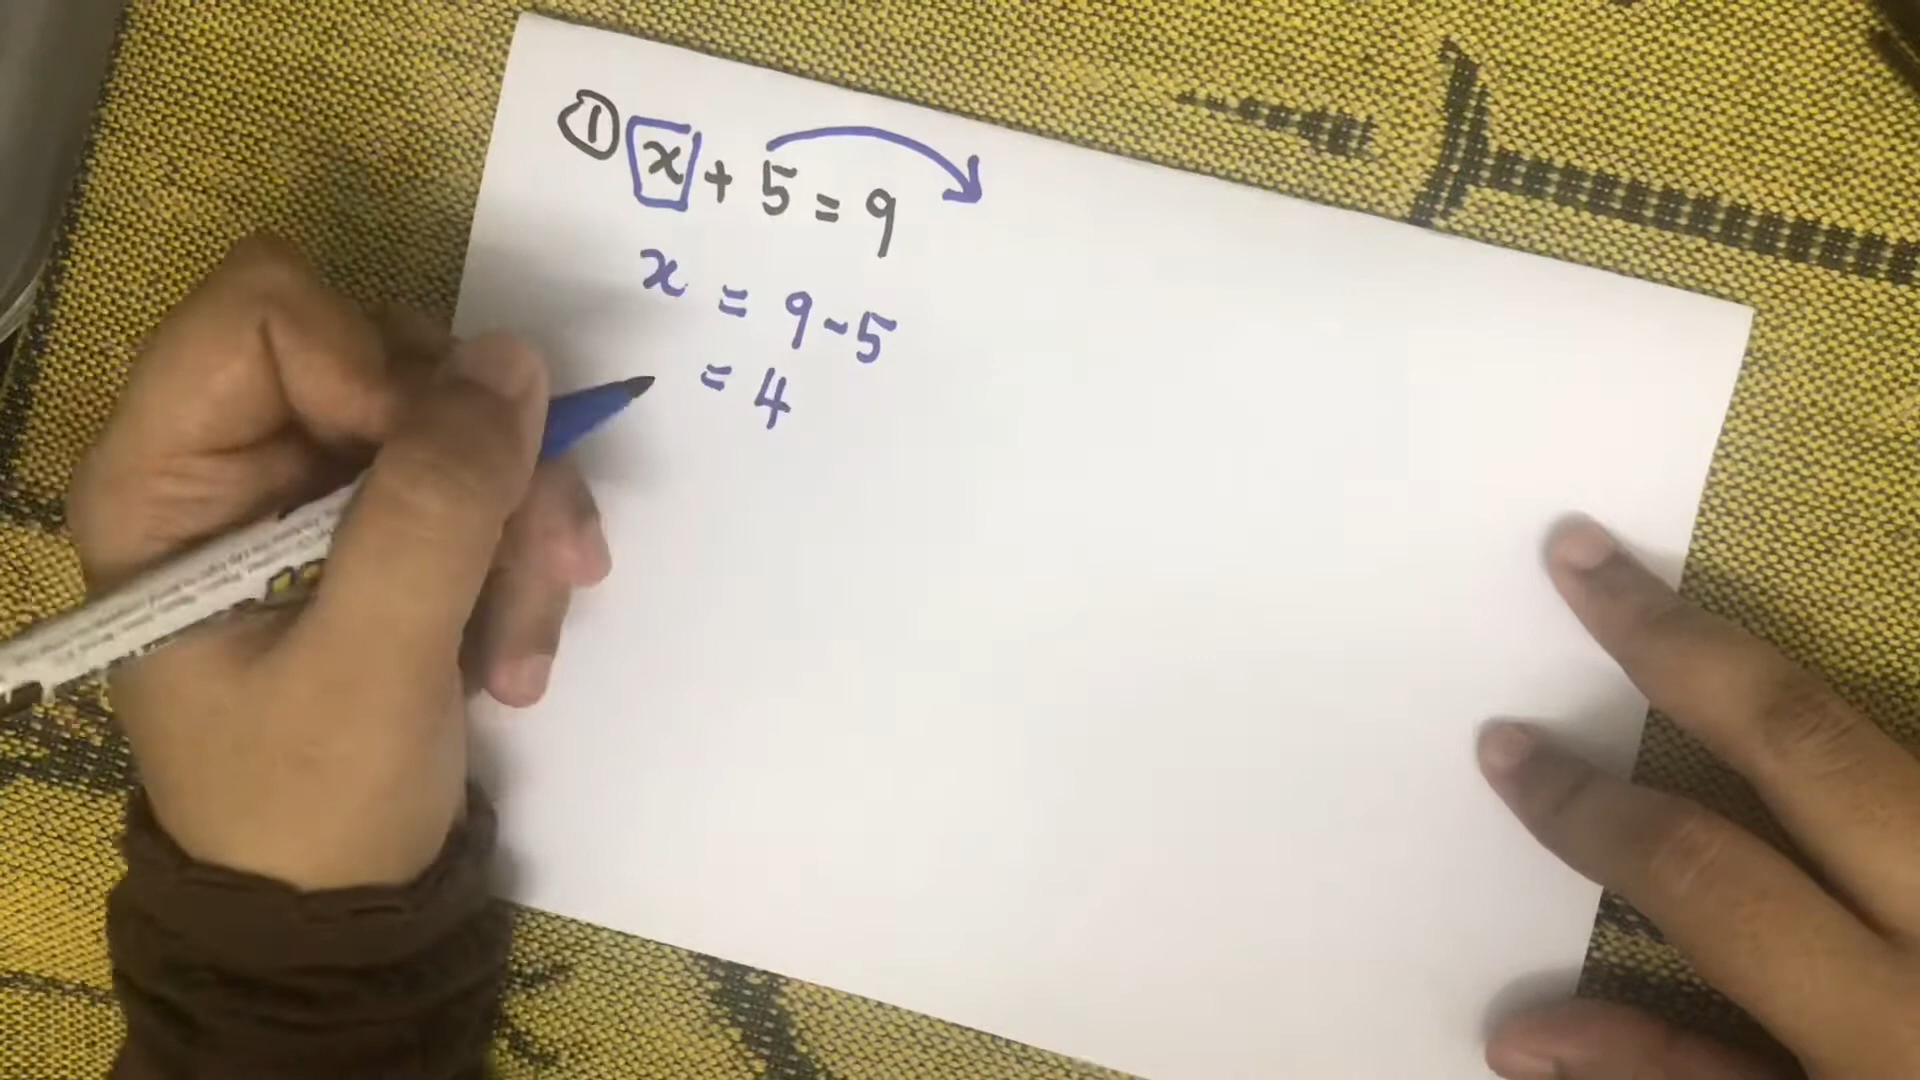 ① x + 5 = 9
x = 9 - 5
= 4